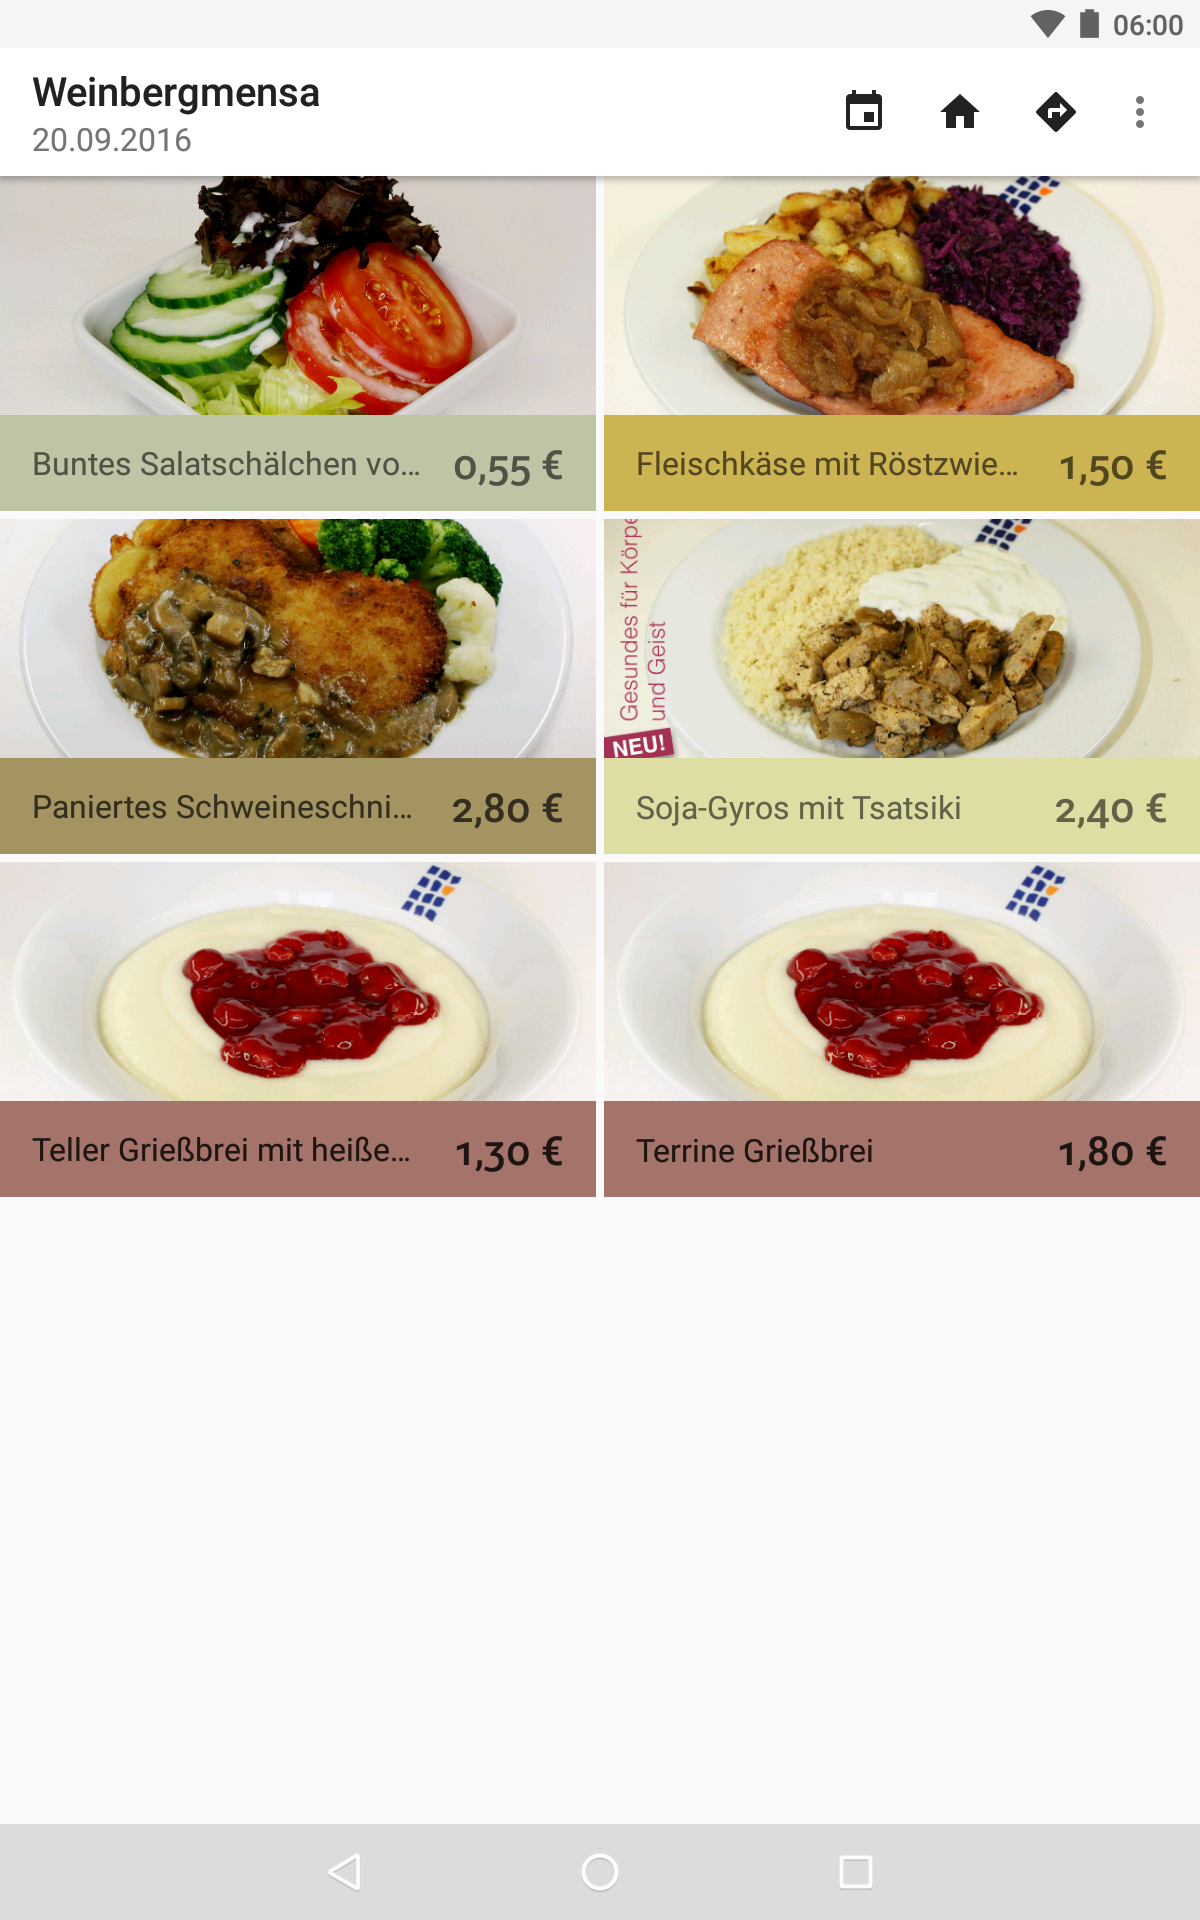 06:00
Weinbergmensa
20.09.2016
Buntes Salatschälchen vo… 0,55 €
Fleischkäse mit Röstzwie… 1,50 €
Paniertes Schweineschni… 2,80 €
Gesundes für Körpe
und Geist
NEU!
Soja-Gyros mit Tsatsiki 2,40 €
Teller Grießbrei mit heiße… 1,30 €
Terrine Grießbrei 1,80 €